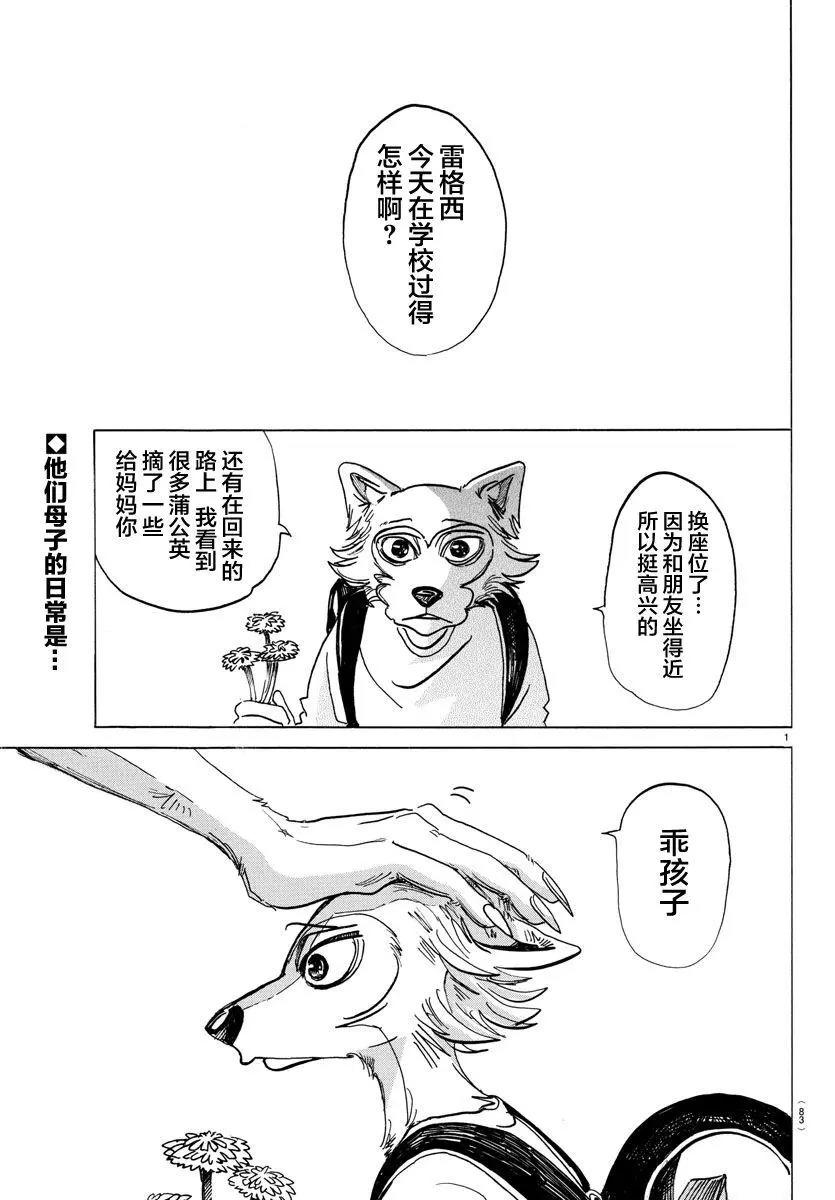 雷格西
今天在学校过得
怎样啊？
换座位了…
因为和朋友坐得近
所以挺高兴的
还有在回来的
路上 我看到
很多蒲公英
摘了一些
给妈妈你
◆他们母子的日常是…
1
乖孩子
（83）